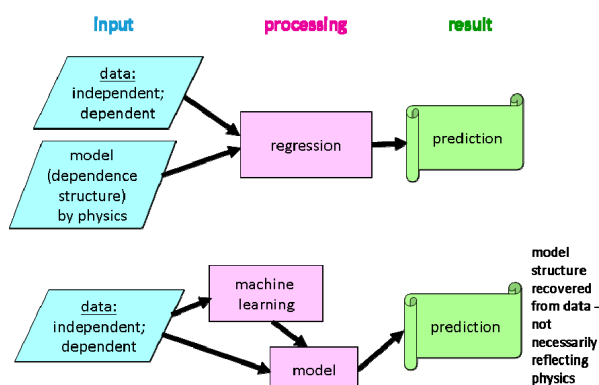 input
processing
result
data:
independent;
dependent
model
(dependence
structure)
by physics
regression
prediction
data:
independent;
dependent
machine
learning
model
prediction
model
structure
recovered
from data –
not
necessarily
reflecting
physics